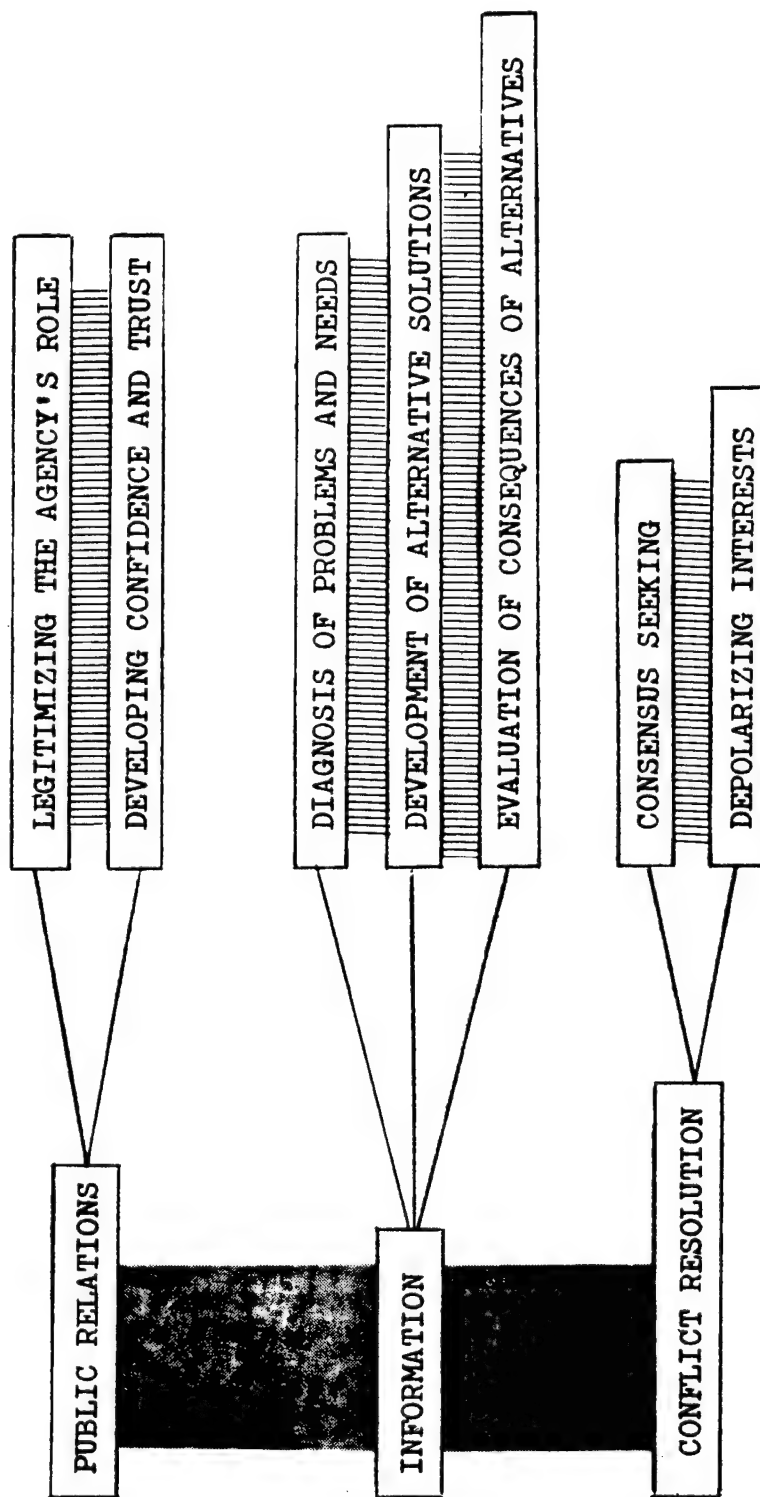 PUBLIC RELATIONS
LEGITIMIZING THE AGENCY'S ROLE
DEVELOPING CONFIDENCE AND TRUST
INFORMATION
DIAGNOSIS OF PROBLEMS AND NEEDS
DEVELOPMENT OF ALTERNATIVE SOLUTIONS
EVALUATION OF CONSEQUENCES OF ALTERNATIVES
CONFLICT RESOLUTION
CONSENSUS SEEKING
DEPOLARIZING INTERESTS